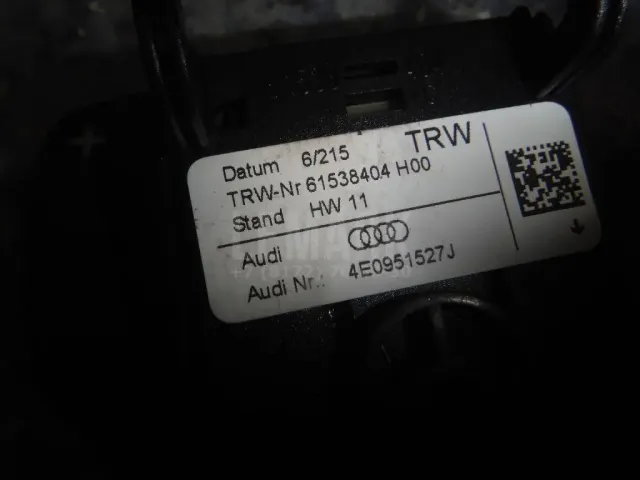 Datum 6/215 TRW
TRW-Nr 61538404 H00
Stand HW 11
Audi
Audi Nr.: 4E0951527J